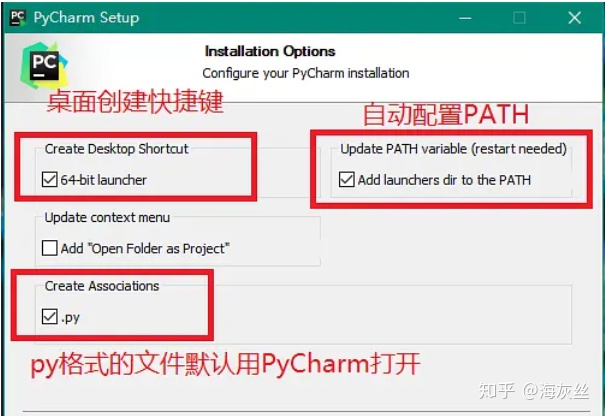 PyCharm Setup
PC
Installation Options
Configure your PyCharm installation
桌面创建快捷键
自动配置PATH
Create Desktop Shortcut
64-bit launcher
Update PATH variable (restart needed)
Add launchers dir to the PATH
Update context menu
Add "Open Folder as Project"
Create Associations
.py
py格式的文件默认用PyCharm打开
知乎 @海灰丝